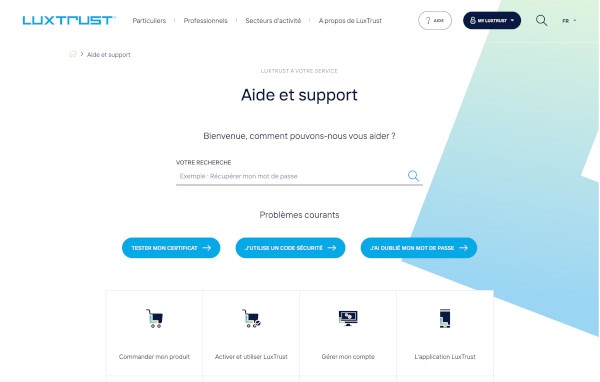 LUXTRUST Particuliers Professionnels Secteurs d'activité A propos de LuxTrust ? AIDE MY LUXTRUST FR
Aide et support
LUXTRUST À VOTRE SERVICE
Aide et support
Bienvenue, comment pouvons-nous vous aider ?
VOTRE RECHERCHE
Exemple : Récupérer mon mot de passe
Problèmes courants
TESTER MON CERTIFICAT J'UTILISE UN CODE SÉCURITÉ J'AI OUBLIÉ MON MOT DE PASSE
Commander mon produit Activer et utiliser LuxTrust Gérer mon compte L'application LuxTrust